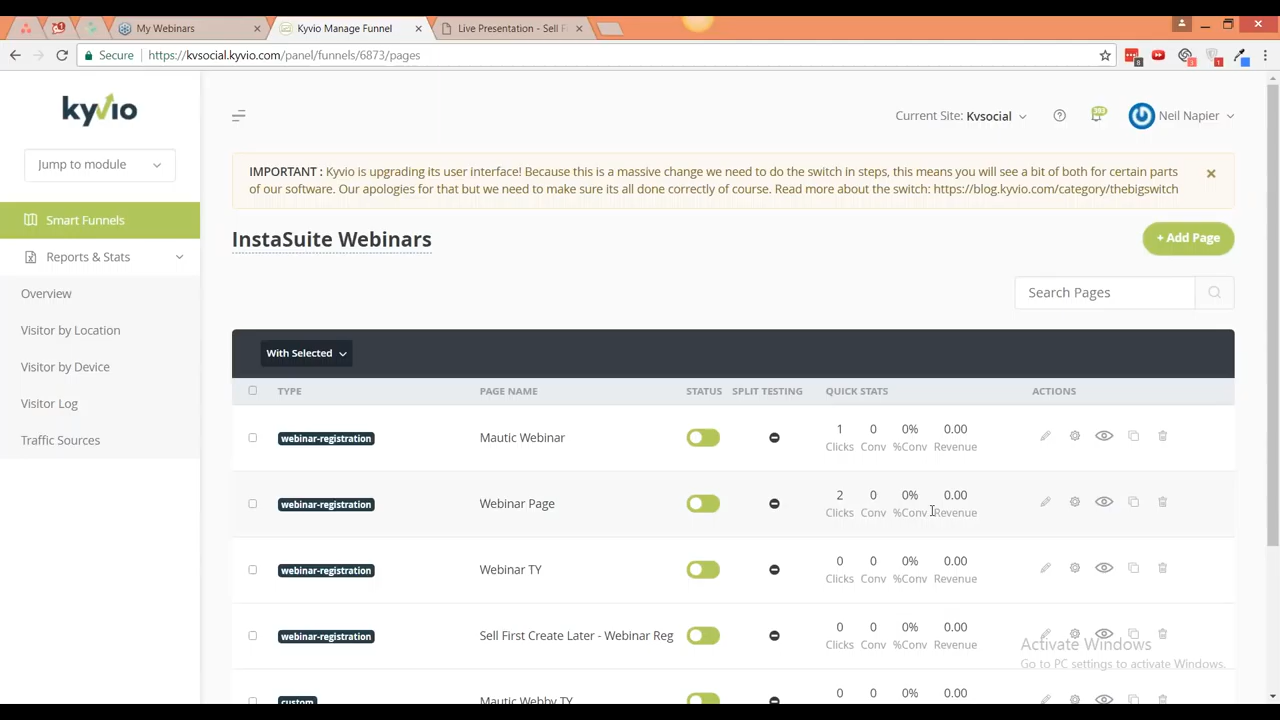 My Webinars
Kyvio Manage Funnel
Live Presentation - Sell F
Secure
https://kvsocial.kyvio.com/panel/funnels/6873/pages
kyvio
Current Site: Kvsocial
393
Neil Napier
Jump to module
IMPORTANT : Kyvio is upgrading its user interface! Because this is a massive change we need to do the switch in steps, this means you will see a bit of both for certain parts
of our software. Our apologies for that but we need to make sure its all done correctly of course. Read more about the switch: https://blog.kyvio.com/category/thebigswitch
Smart Funnels
Reports & Stats
Overview
Visitor by Location
Visitor by Device
Visitor Log
Traffic Sources
InstaSuite Webinars
+ Add Page
Search Pages
With Selected
TYPE PAGE NAME STATUS SPLIT TESTING QUICK STATS ACTIONS
webinar-registration Mautic Webinar
1 0 0% 0.00
Clicks Conv %Conv Revenue
webinar-registration Webinar Page
2 0 0% 0.00
Clicks Conv %Conv Revenue
webinar-registration Webinar TY
0 0 0% 0.00
Clicks Conv %Conv Revenue
webinar-registration Sell First Create Later - Webinar Reg
0 0 0% 0.00
Clicks Conv %Conv Revenue
custom Mautic Webby TY
0 0 0% 0.00
Activate Windows
Go to PC settings to activate Windows.